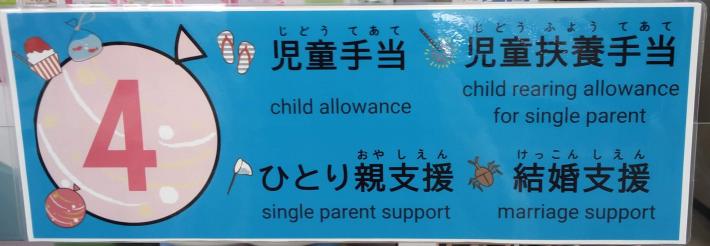 4
じどう てあて
児童手当
child allowance
じどう ふよう てあて
児童扶養手当
child rearing allowance
for single parent
おや しえん
ひとり親支援
single parent support
けっこん しえん
結婚支援
marriage support